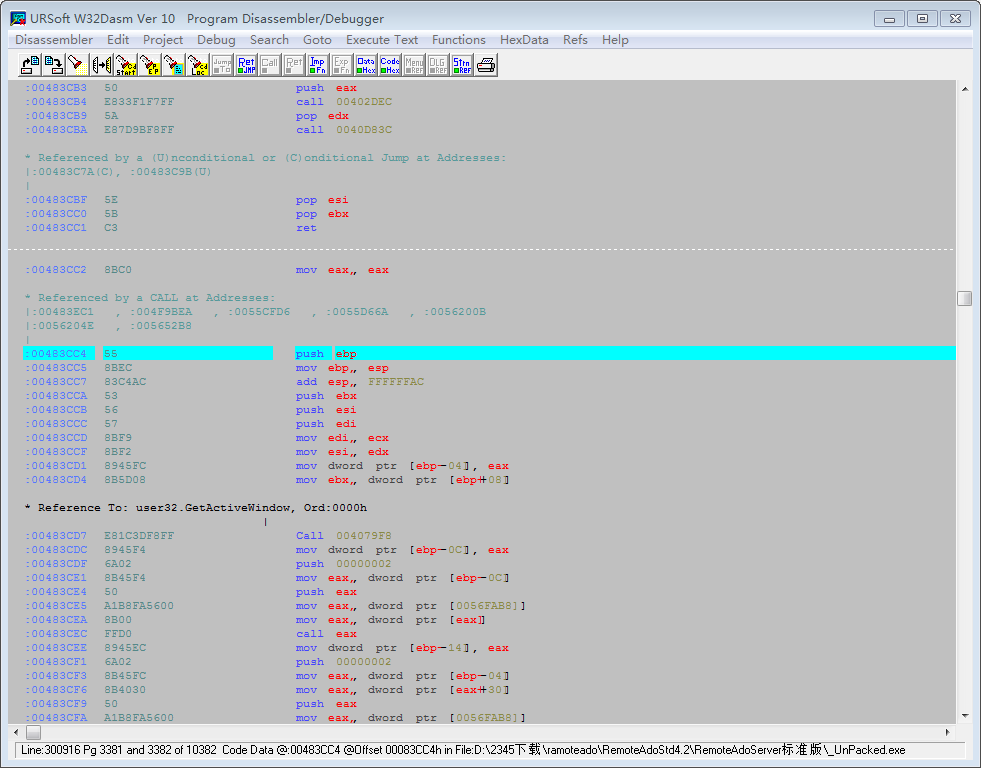 URSoft W32Dasm Ver 10   Program Disassembler/Debugger
Disassembler   Edit   Project   Debug   Search   Goto   Execute Text   Functions   HexData   Refs   Help
Cd START   Cd EP   Cd LOC   Jump To   Ret JMP   Call   Ret   Imp Fn   Exp Fn   Data Hex   Code Hex   Menu Ref   DLG Ref   Strn REF
:00483CB3  50                      push  eax
:00483CB4  E833F1F7FF              call  00402DEC
:00483CB9  5A                      pop  edx
:00483CBA  E87D9BF8FF              call  0040D83C
* Referenced by a (U)nconditional or (C)onditional Jump at Addresses:
|:00483C7A(C), :00483C9B(U)
|
:00483CBF  5E                      pop  esi
:00483CC0  5B                      pop  ebx
:00483CC1  C3                      ret
:00483CC2  8BC0                    mov  eax,, eax
* Referenced by a CALL at Addresses:
|:00483EC1   , :004F9BEA   , :0055CFD6   , :0055D66A   , :0056200B
|:0056204E   , :005652B8
|
:00483CC4  55                      push  ebp
:00483CC5  8BEC                    mov  ebp,, esp
:00483CC7  83C4AC                  add  esp,, FFFFFFAC
:00483CCA  53                      push  ebx
:00483CCB  56                      push  esi
:00483CCC  57                      push  edi
:00483CCD  8BF9                    mov  edi,, ecx
:00483CCF  8BF2                    mov  esi,, edx
:00483CD1  8945FC                  mov  dword  ptr  [ebp-04], eax
:00483CD4  8B5D08                  mov  ebx,, dword  ptr  [ebp+08]
* Reference To: user32.GetActiveWindow, Ord:0000h
|
:00483CD7  E81C3DF8FF              Call  004079F8
:00483CDC  8945F4                  mov  dword  ptr  [ebp-0C], eax
:00483CDF  6A02                    push  00000002
:00483CE1  8B45F4                  mov  eax,, dword  ptr  [ebp-0C]
:00483CE4  50                      push  eax
:00483CE5  A1B8FA5600              mov  eax,, dword  ptr  [0056FAB8]]
:00483CEA  8B00                    mov  eax,, dword  ptr  [eax]]
:00483CEC  FFD0                    call  eax
:00483CEE  8945EC                  mov  dword  ptr  [ebp-14], eax
:00483CF1  6A02                    push  00000002
:00483CF3  8B45FC                  mov  eax,, dword  ptr  [ebp-04]
:00483CF6  8B4030                  mov  eax,, dword  ptr  [eax+30]
:00483CF9  50                      push  eax
:00483CFA  A1B8FA5600              mov  eax,, dword  ptr  [0056FAB8]]
Line:300916 Pg 3381 and 3382 of 10382  Code Data @:00483CC4 @Offset 00083CC4h in File:D:\2345下载\ramoteado\RemoteAdoStd4.2\RemoteAdoServer标准版\_UnPacked.exe